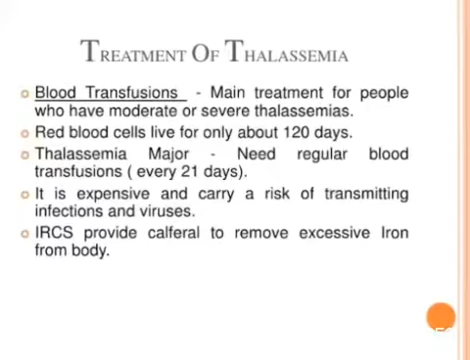 TREATMENT OF THALASSEMIA
Blood Transfusions - Main treatment for people
who have moderate or severe thalassemias.
Red blood cells live for only about 120 days.
Thalassemia Major - Need regular blood
transfusions ( every 21 days).
It is expensive and carry a risk of transmitting
infections and viruses.
IRCS provide calferal to remove excessive Iron
from body.